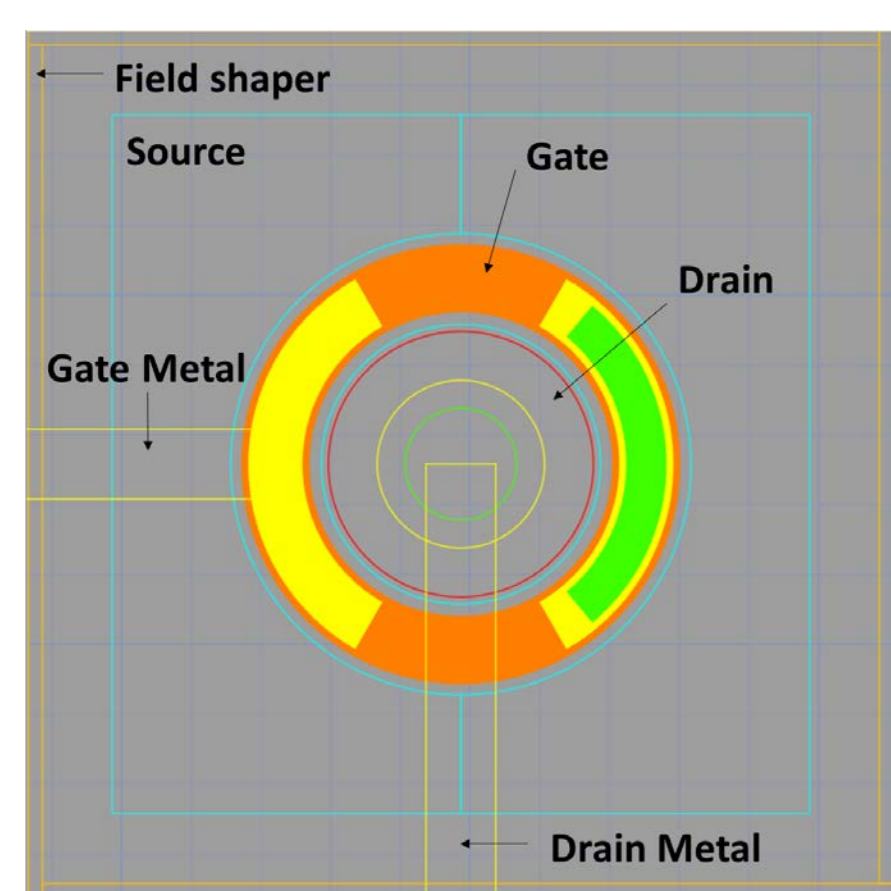 Field shaper
Source
Gate
Drain
Gate Metal
Drain Metal